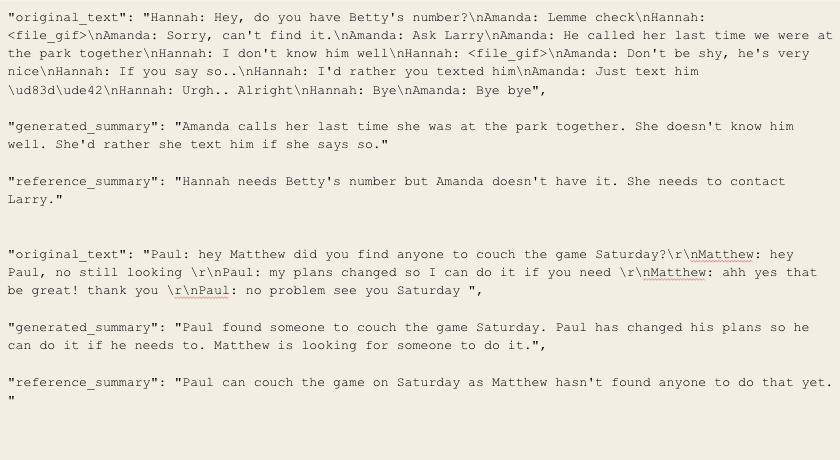 "original_text": "Hannah: Hey, do you have Betty's number?\nAmanda: Lemme check\nHannah:
<file_gif>\nAmanda: Sorry, can't find it.\nAmanda: Ask Larry\nAmanda: He called her last time we were at
the park together\nHannah: I don't know him well\nHannah: <file_gif>\nAmanda: Don't be shy, he's very
nice\nHannah: If you say so..\nHannah: I'd rather you texted him\nAmanda: Just text him
\ud83d\ude42\nHannah: Urgh.. Alright\nHannah: Bye\nAmanda: Bye bye",
"generated_summary": "Amanda calls her last time she was at the park together. She doesn't know him
well. She'd rather she text him if she says so."
"reference_summary": "Hannah needs Betty's number but Amanda doesn't have it. She needs to contact
Larry."
"original_text": "Paul: hey Matthew did you find anyone to couch the game Saturday?\r\nMatthew: hey
Paul, no still looking \r\nPaul: my plans changed so I can do it if you need \r\nMatthew: ahh yes that
be great! thank you \r\nPaul: no problem see you Saturday ",
"generated_summary": "Paul found someone to couch the game Saturday. Paul has changed his plans so he
can do it if he needs to. Matthew is looking for someone to do it.",
"reference_summary": "Paul can couch the game on Saturday as Matthew hasn't found anyone to do that yet.
"